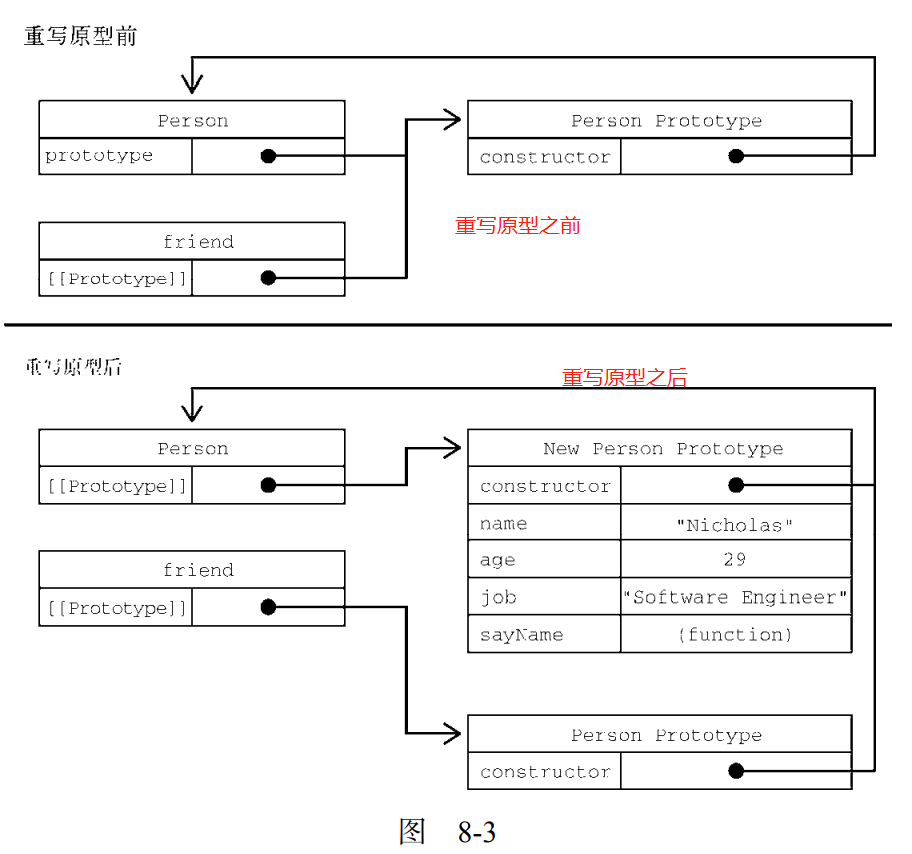 重写原型前
Person
prototype
Person Prototype
constructor
重写原型之前
friend
[[Prototype]]
重写原型后
重写原型之后
Person
[[Prototype]]
New Person Prototype
constructor
name "Nicholas"
age 29
job "Software Engineer"
sayName (function)
friend
[[Prototype]]
Person Prototype
constructor
图 8-3